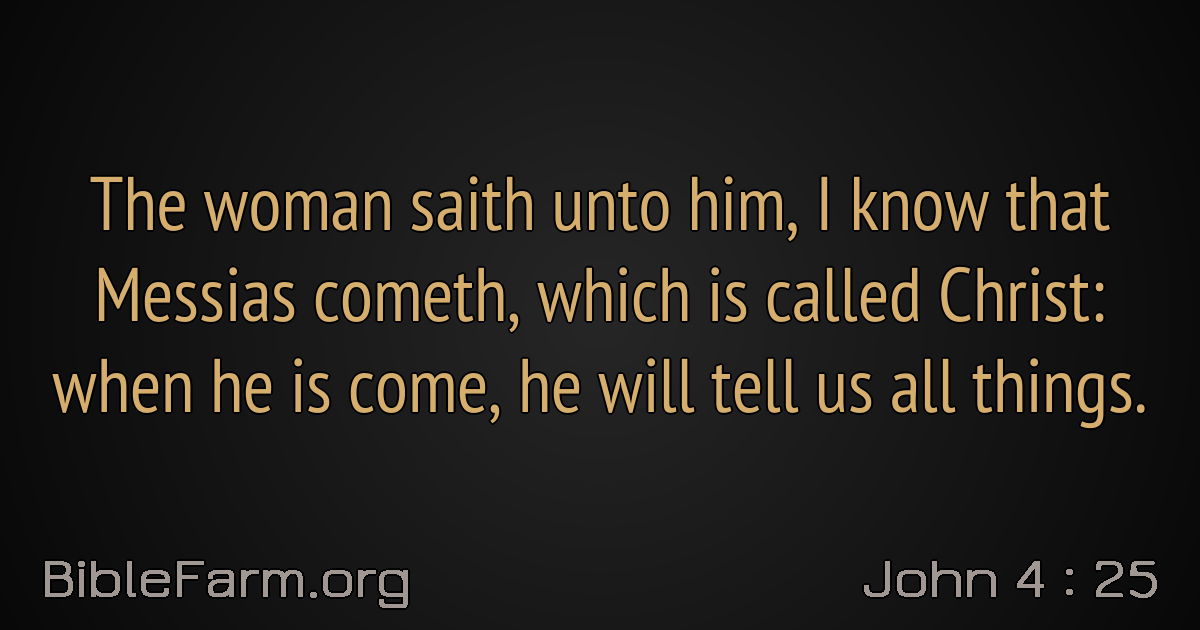 The woman saith unto him, I know that
Messias cometh, which is called Christ:
when he is come, he will tell us all things.
BibleFarm.org
John 4 : 25